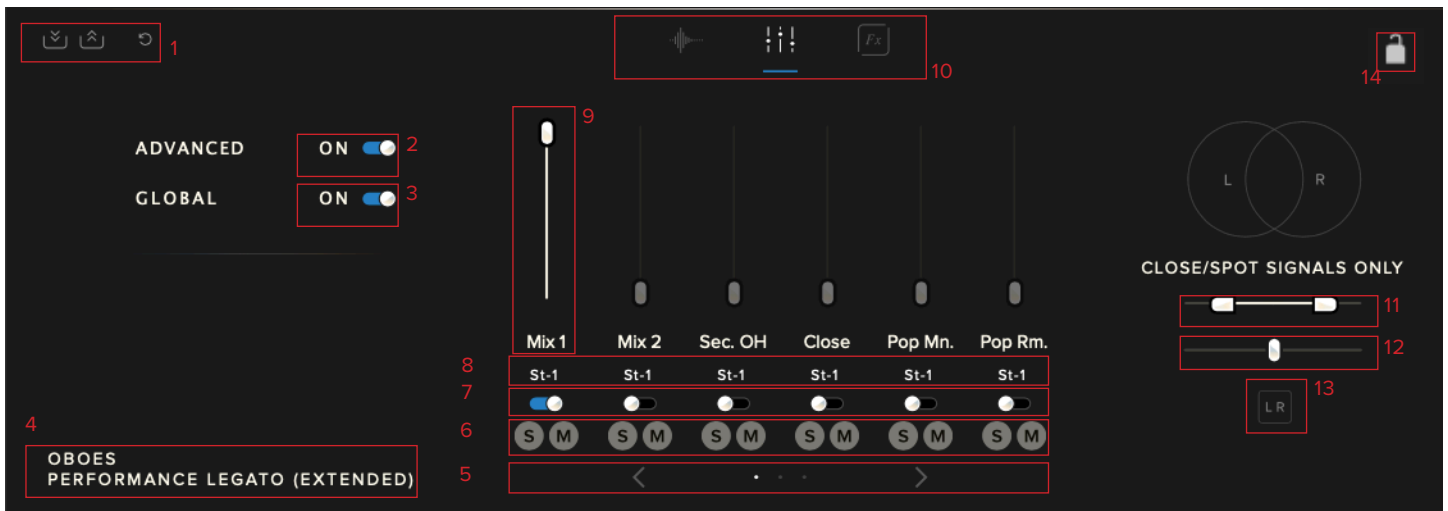 1
Fx
10
14
ADVANCED ON 2
GLOBAL ON 3
9
L R
CLOSE/SPOT SIGNALS ONLY
11
12
Mix 1 Mix 2 Sec. OH Close Pop Mn. Pop Rm.
8 St-1 St-1 St-1 St-1 St-1 St-1
7
L R 13
6 S M S M S M S M S M S M
4
OBOES
PERFORMANCE LEGATO (EXTENDED)
5